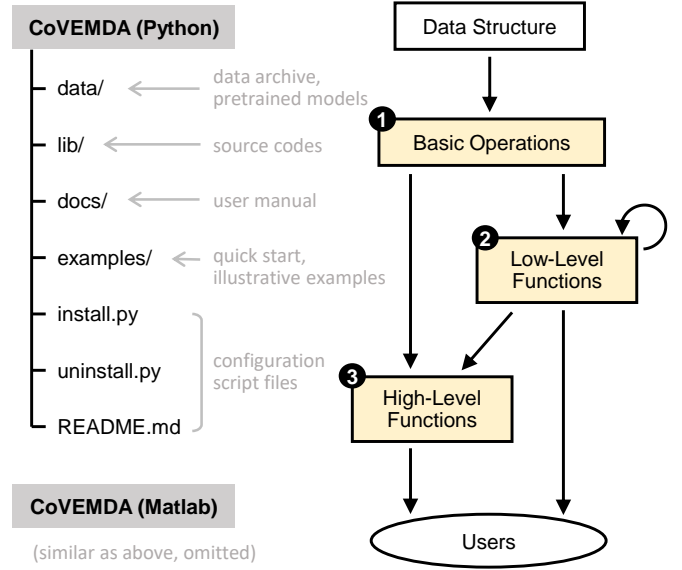 CoVEMDA (Python)
data/
data archive,
pretrained models
lib/
source codes
docs/
user manual
examples/
quick start,
illustrative examples
install.py
uninstall.py
README.md
configuration
script files
CoVEMDA (Matlab)
(similar as above, omitted)
Data Structure
1
Basic Operations
2
Low-Level
Functions
3
High-Level
Functions
Users